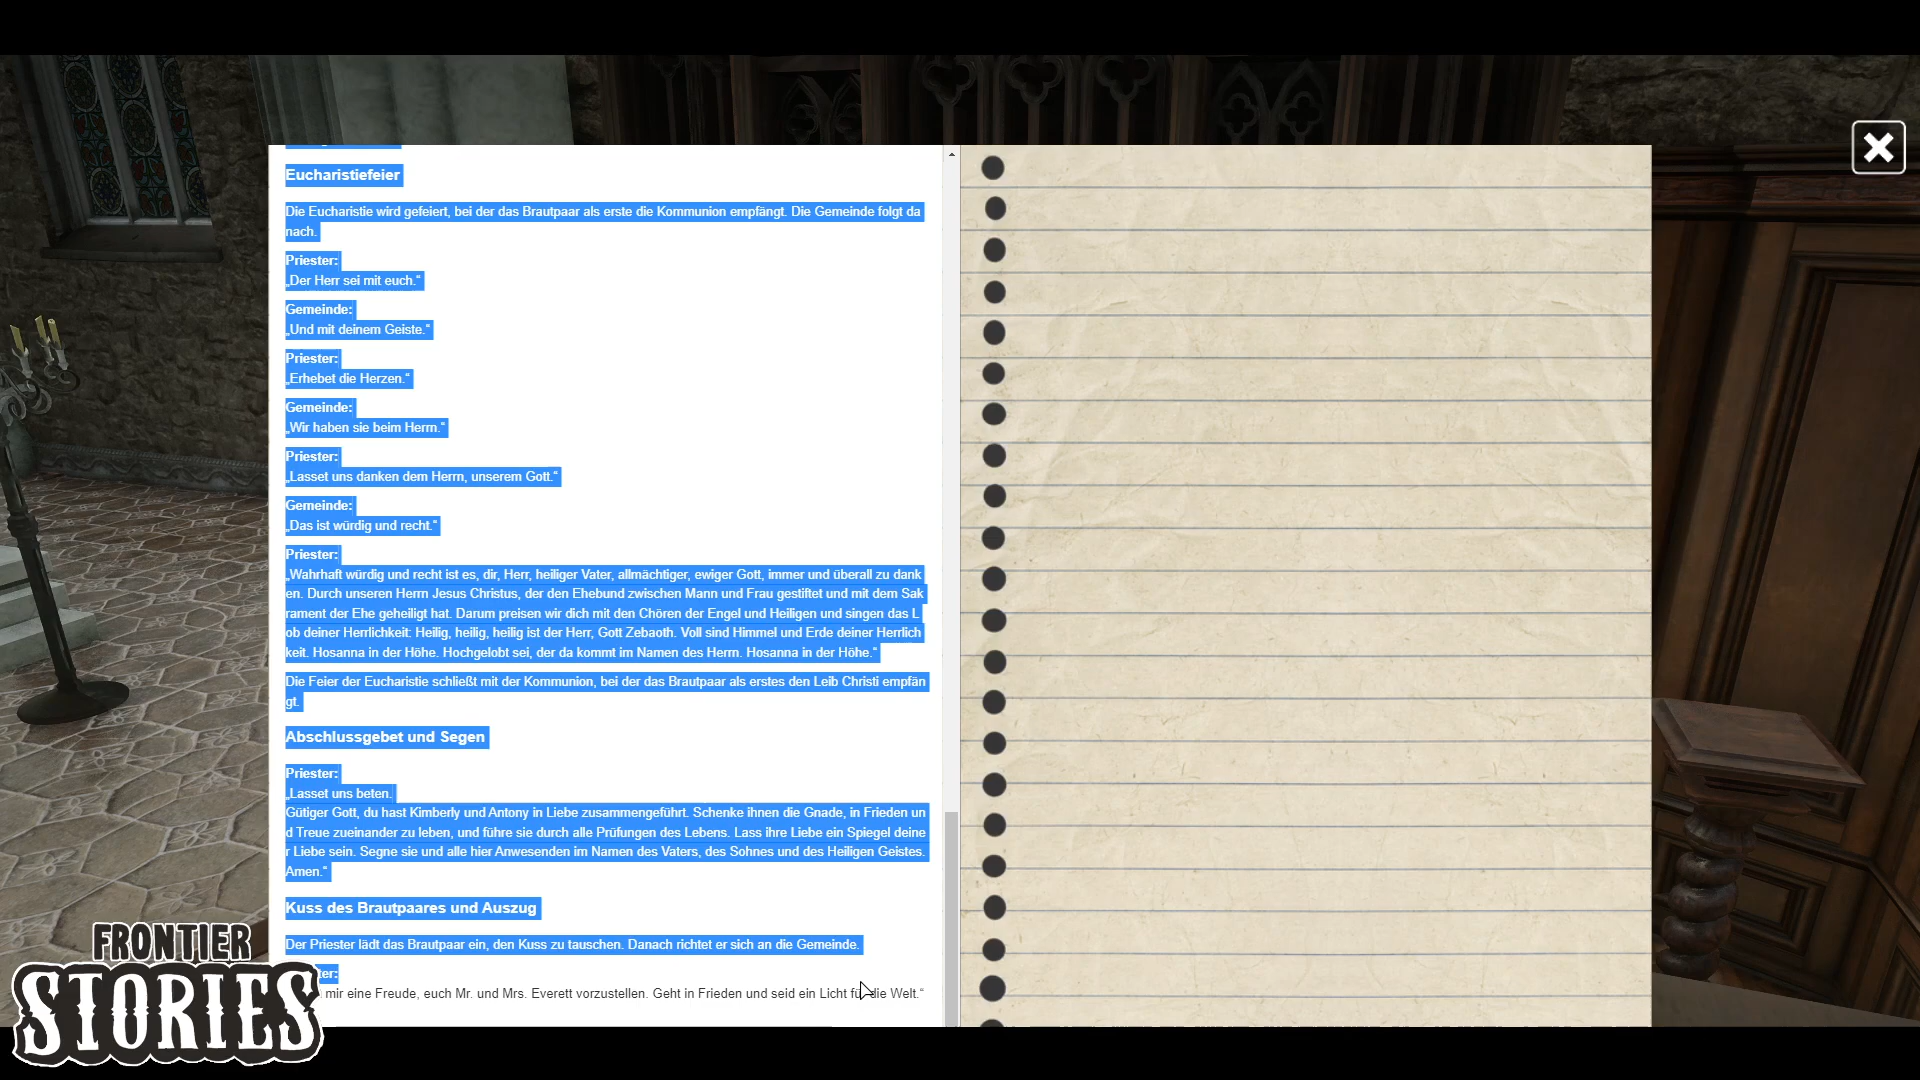 Eucharistiefeier
Die Eucharistie wird gefeiert, bei der das Brautpaar als erste die Kommunion empfängt. Die Gemeinde folgt da
nach.
Priester:
„Der Herr sei mit euch.“
Gemeinde:
„Und mit deinem Geiste.“
Priester:
„Erhebet die Herzen.“
Gemeinde:
„Wir haben sie beim Herrn.“
Priester:
„Lasset uns danken dem Herrn, unserem Gott.“
Gemeinde:
„Das ist würdig und recht.“
Priester:
„Wahrhaft würdig und recht ist es, dir, Herr, heiliger Vater, allmächtiger, ewiger Gott, immer und überall zu dank
en. Durch unseren Herrn Jesus Christus, der den Ehebund zwischen Mann und Frau gestiftet und mit dem Sak
rament der Ehe geheiligt hat. Darum preisen wir dich mit den Chören der Engel und Heiligen und singen das L
ob deiner Herrlichkeit: Heilig, heilig, heilig ist der Herr, Gott Zebaoth. Voll sind Himmel und Erde deiner Herrlich
keit. Hosanna in der Höhe. Hochgelobt sei, der da kommt im Namen des Herrn. Hosanna in der Höhe.“
Die Feier der Eucharistie schließt mit der Kommunion, bei der das Brautpaar als erstes den Leib Christi empfän
gt.
Abschlussgebet und Segen
Priester:
„Lasset uns beten.
Gütiger Gott, du hast Kimberly und Antony in Liebe zusammengeführt. Schenke ihnen die Gnade, in Frieden un
d Treue zueinander zu leben, und führe sie durch alle Prüfungen des Lebens. Lass ihre Liebe ein Spiegel deine
r Liebe sein. Segne sie und alle hier Anwesenden im Namen des Vaters, des Sohnes und des Heiligen Geistes.
Amen.“
Kuss des Brautpaares und Auszug
Der Priester lädt das Brautpaar ein, den Kuss zu tauschen. Danach richtet er sich an die Gemeinde.
ter:
mir eine Freude, euch Mr. und Mrs. Everett vorzustellen. Geht in Frieden und seid ein Licht für die Welt.“
FRONTIER
STORIES